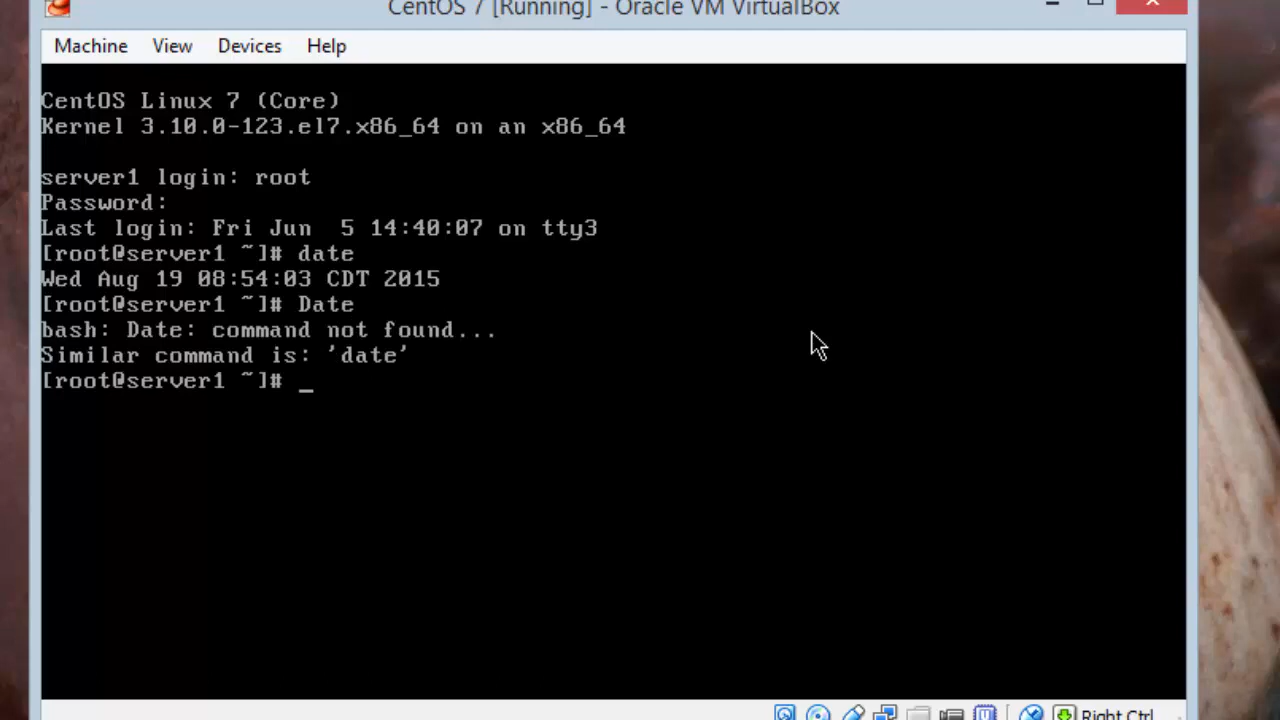 CentOS 7 [Running] - Oracle VM VirtualBox
Machine View Devices Help
CentOS Linux 7 (Core)
Kernel 3.10.0-123.el7.x86_64 on an x86_64
server1 login: root
Password:
Last login: Fri Jun  5 14:40:07 on tty3
[root@server1 ~]# date
Wed Aug 19 08:54:03 CDT 2015
[root@server1 ~]# Date
bash: Date: command not found...
Similar command is: 'date'
[root@server1 ~]# _
Right Ctrl